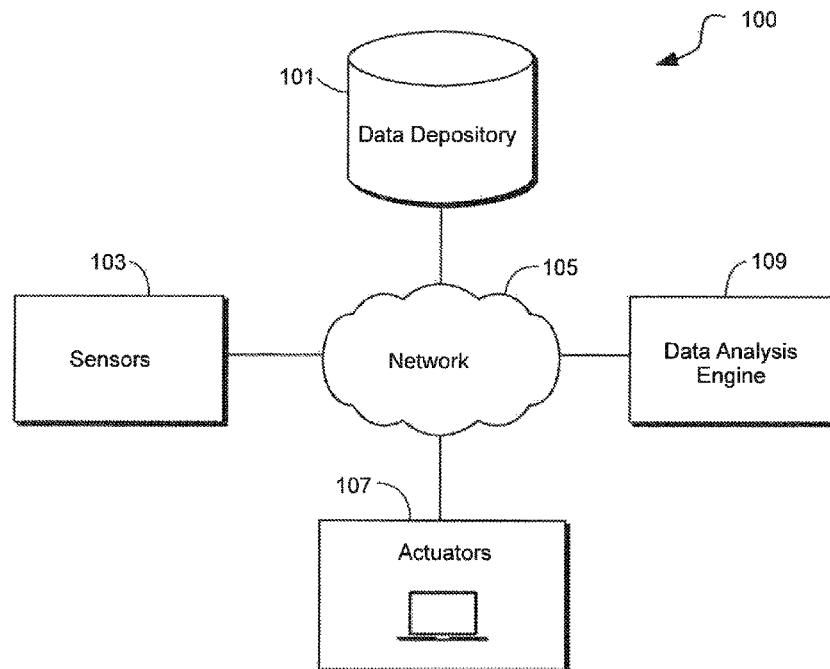 100
101
Data Depository
103
105
109
Sensors
Network
Data Analysis
Engine
107
Actuators